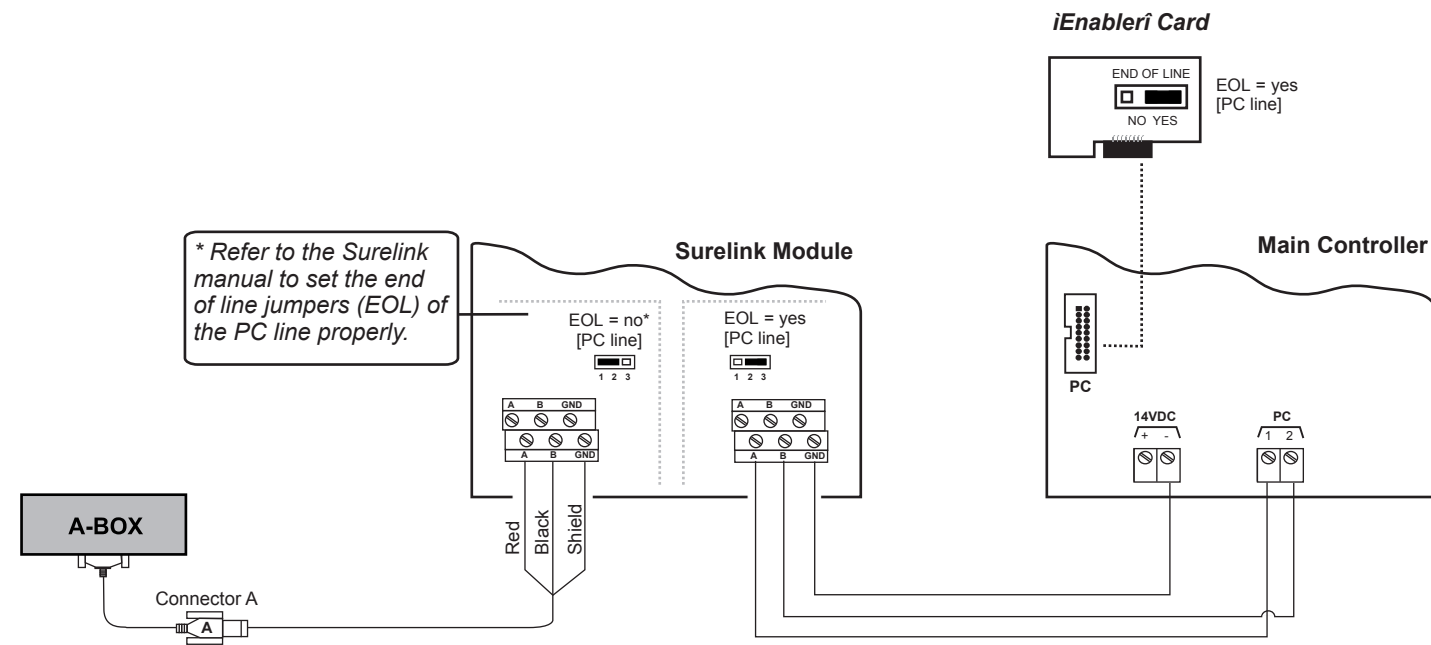 ìEnablerî Card
END OF LINE
NO YES
EOL = yes
[PC line]
* Refer to the Surelink
manual to set the end
of line jumpers (EOL) of
the PC line properly.
Surelink Module
Main Controller
EOL = no*
[PC line]
1 2 3
EOL = yes
[PC line]
1 2 3
PC
A B GND
A B GND
A B GND
A B GND
14VDC
+ -
PC
1 2
Red
Black
Shield
A-BOX
Connector A
A